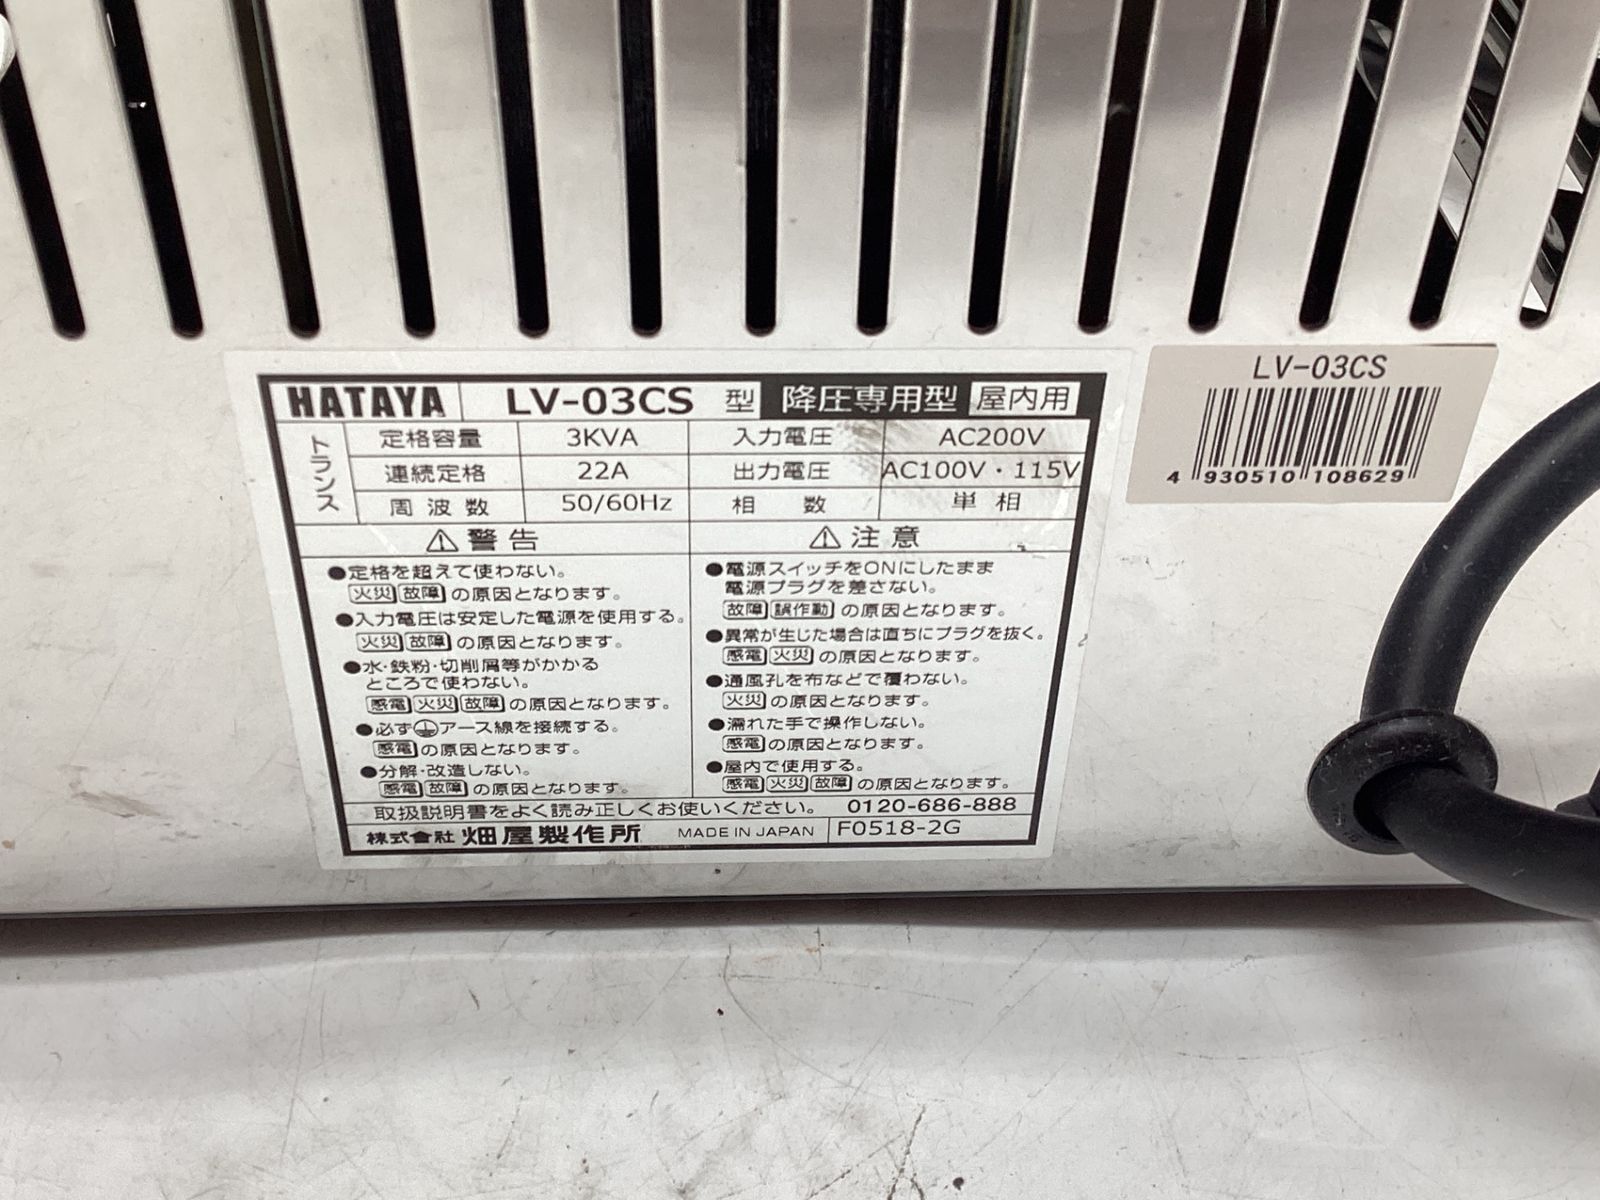 HATAYA LV-03CS 型 降圧専用型 屋内用
トランス
定格容量 3KVA 入力電圧 AC200V
連続定格 22A 出力電圧 AC100V・115V
周波数 50/60Hz 相数 単相
⚠警告
●定格を超えて使わない。
火災 故障 の原因となります。
●入力電圧は安定した電源を使用する。
火災 故障 の原因となります。
●水・鉄粉・切削屑等がかかる
ところで使わない。
感電 火災 故障 の原因となります。
●必ず⏚アース線を接続する。
感電 の原因となります。
●分解・改造しない。
感電 故障 の原因となります。
⚠注意
●電源スイッチをONにしたまま
電源プラグを差さない。
故障 誤作動 の原因となります。
●異常が生じた場合は直ちにプラグを抜く。
感電 火災 の原因となります。
●通風孔を布などで覆わない。
火災 の原因となります。
●濡れた手で操作しない。
感電 の原因となります。
●屋内で使用する。
感電 火災 故障 の原因となります。
取扱説明書をよく読み正しくお使いください。 0120-686-888
株式会社 畑屋製作所 MADE IN JAPAN F0518-2G
LV-03CS
4 930510 108629